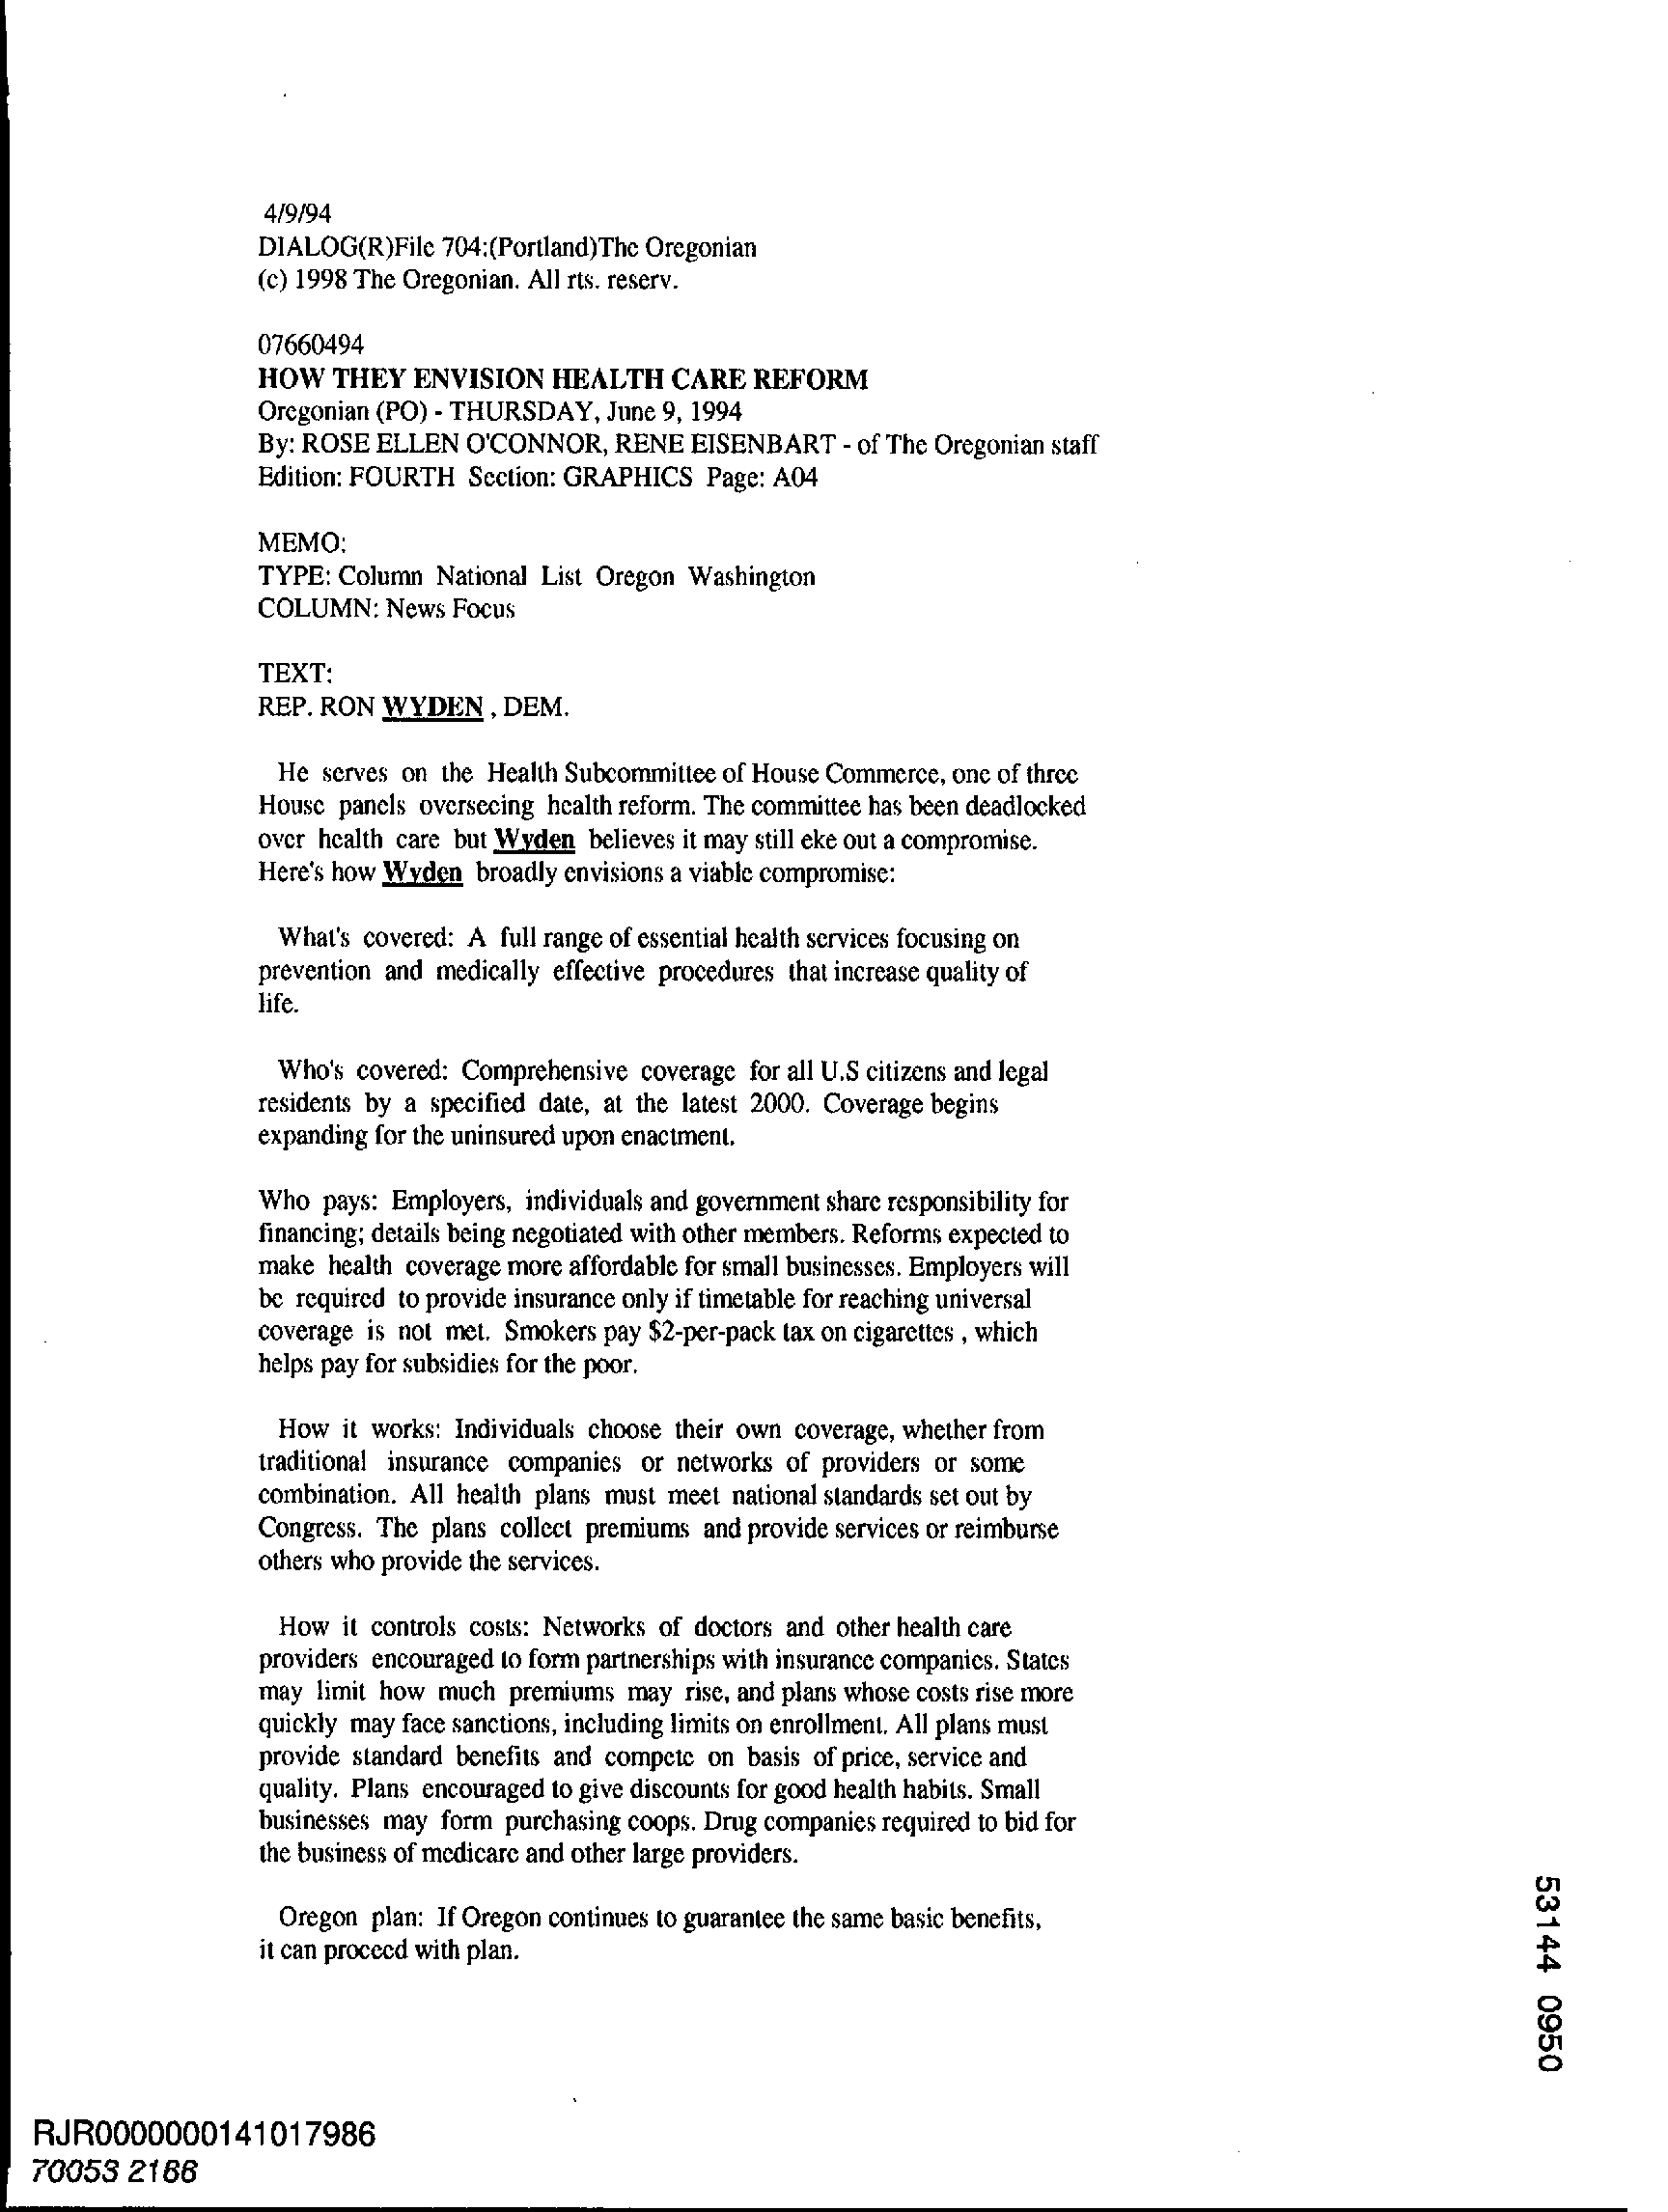 4/9/94
DIALOG(R)File 704:(Portland)The Oregonian
(c) 1998 The Oregonian. All rts. reserv.
07660494
HOW THEY ENVISION HEALTH CARE REFORM
Oregonian (PO) - THURSDAY, June 9, 1994
By: ROSE ELLEN O'CONNOR, RENE EISENBART - of The Oregonian staff
Edition: FOURTH Section: GRAPHICS Page: A04
MEMO:
TYPE: Column National List Oregon Washington
COLUMN: News Focus
TEXT:
REP. RON WYDEN , DEM.
He serves on the Health Subcommittee of House Commerce, one of three
House panels overseeing health reform. The committee has been deadlocked
over health care but Wyden believes it may still eke out a compromise.
Here's how Wyden broadly envisions a viable compromise:
What's covered: A full range of essential health services focusing on
prevention and medically effective procedures that increase quality of
life.
Who's covered: Comprehensive coverage for all U.S citizens and legal
residents by a specified date, at the latest 2000. Coverage begins
expanding for the uninsured upon enactment.
Who pays: Employers, individuals and government share responsibility for
financing; details being negotiated with other members. Reforms expected to
make health coverage more affordable for small businesses. Employers will
be required to provide insurance only if timetable for reaching universal
coverage is not met. Smokers pay $2-per-pack tax on cigarettes , which
helps pay for subsidies for the poor.
How it works: Individuals choose their own coverage, whether from
traditional insurance companies or networks of providers or some
combination. All health plans must meet national standards set out by
Congress. The plans collect premiums and provide services or reimburse
others who provide the services.
How it controls costs: Networks of doctors and other health care
providers encouraged to form partnerships with insurance companies. States
may limit how much premiums may rise, and plans whose costs rise more
quickly may face sanctions, including limits on enrollment. All plans must
provide standard benefits and compete on basis of price, service and
quality. Plans encouraged to give discounts for good health habits. Small
businesses may form purchasing coops. Drug companies required to bid for
the business of medicare and other large providers.
Oregon plan: If Oregon continues to guarantee the same basic benefits,
it can proceed with plan.
53144 0950
RJR0000000141017986
70053 2166